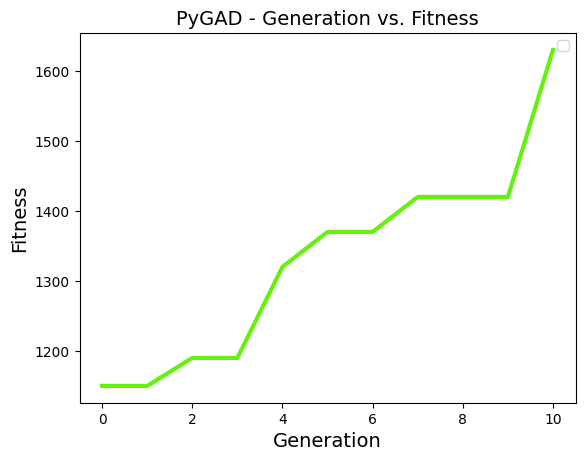 PyGAD - Generation vs. Fitness
Fitness
1600
1500
1400
1300
1200
0 2 4 6 8 10
Generation